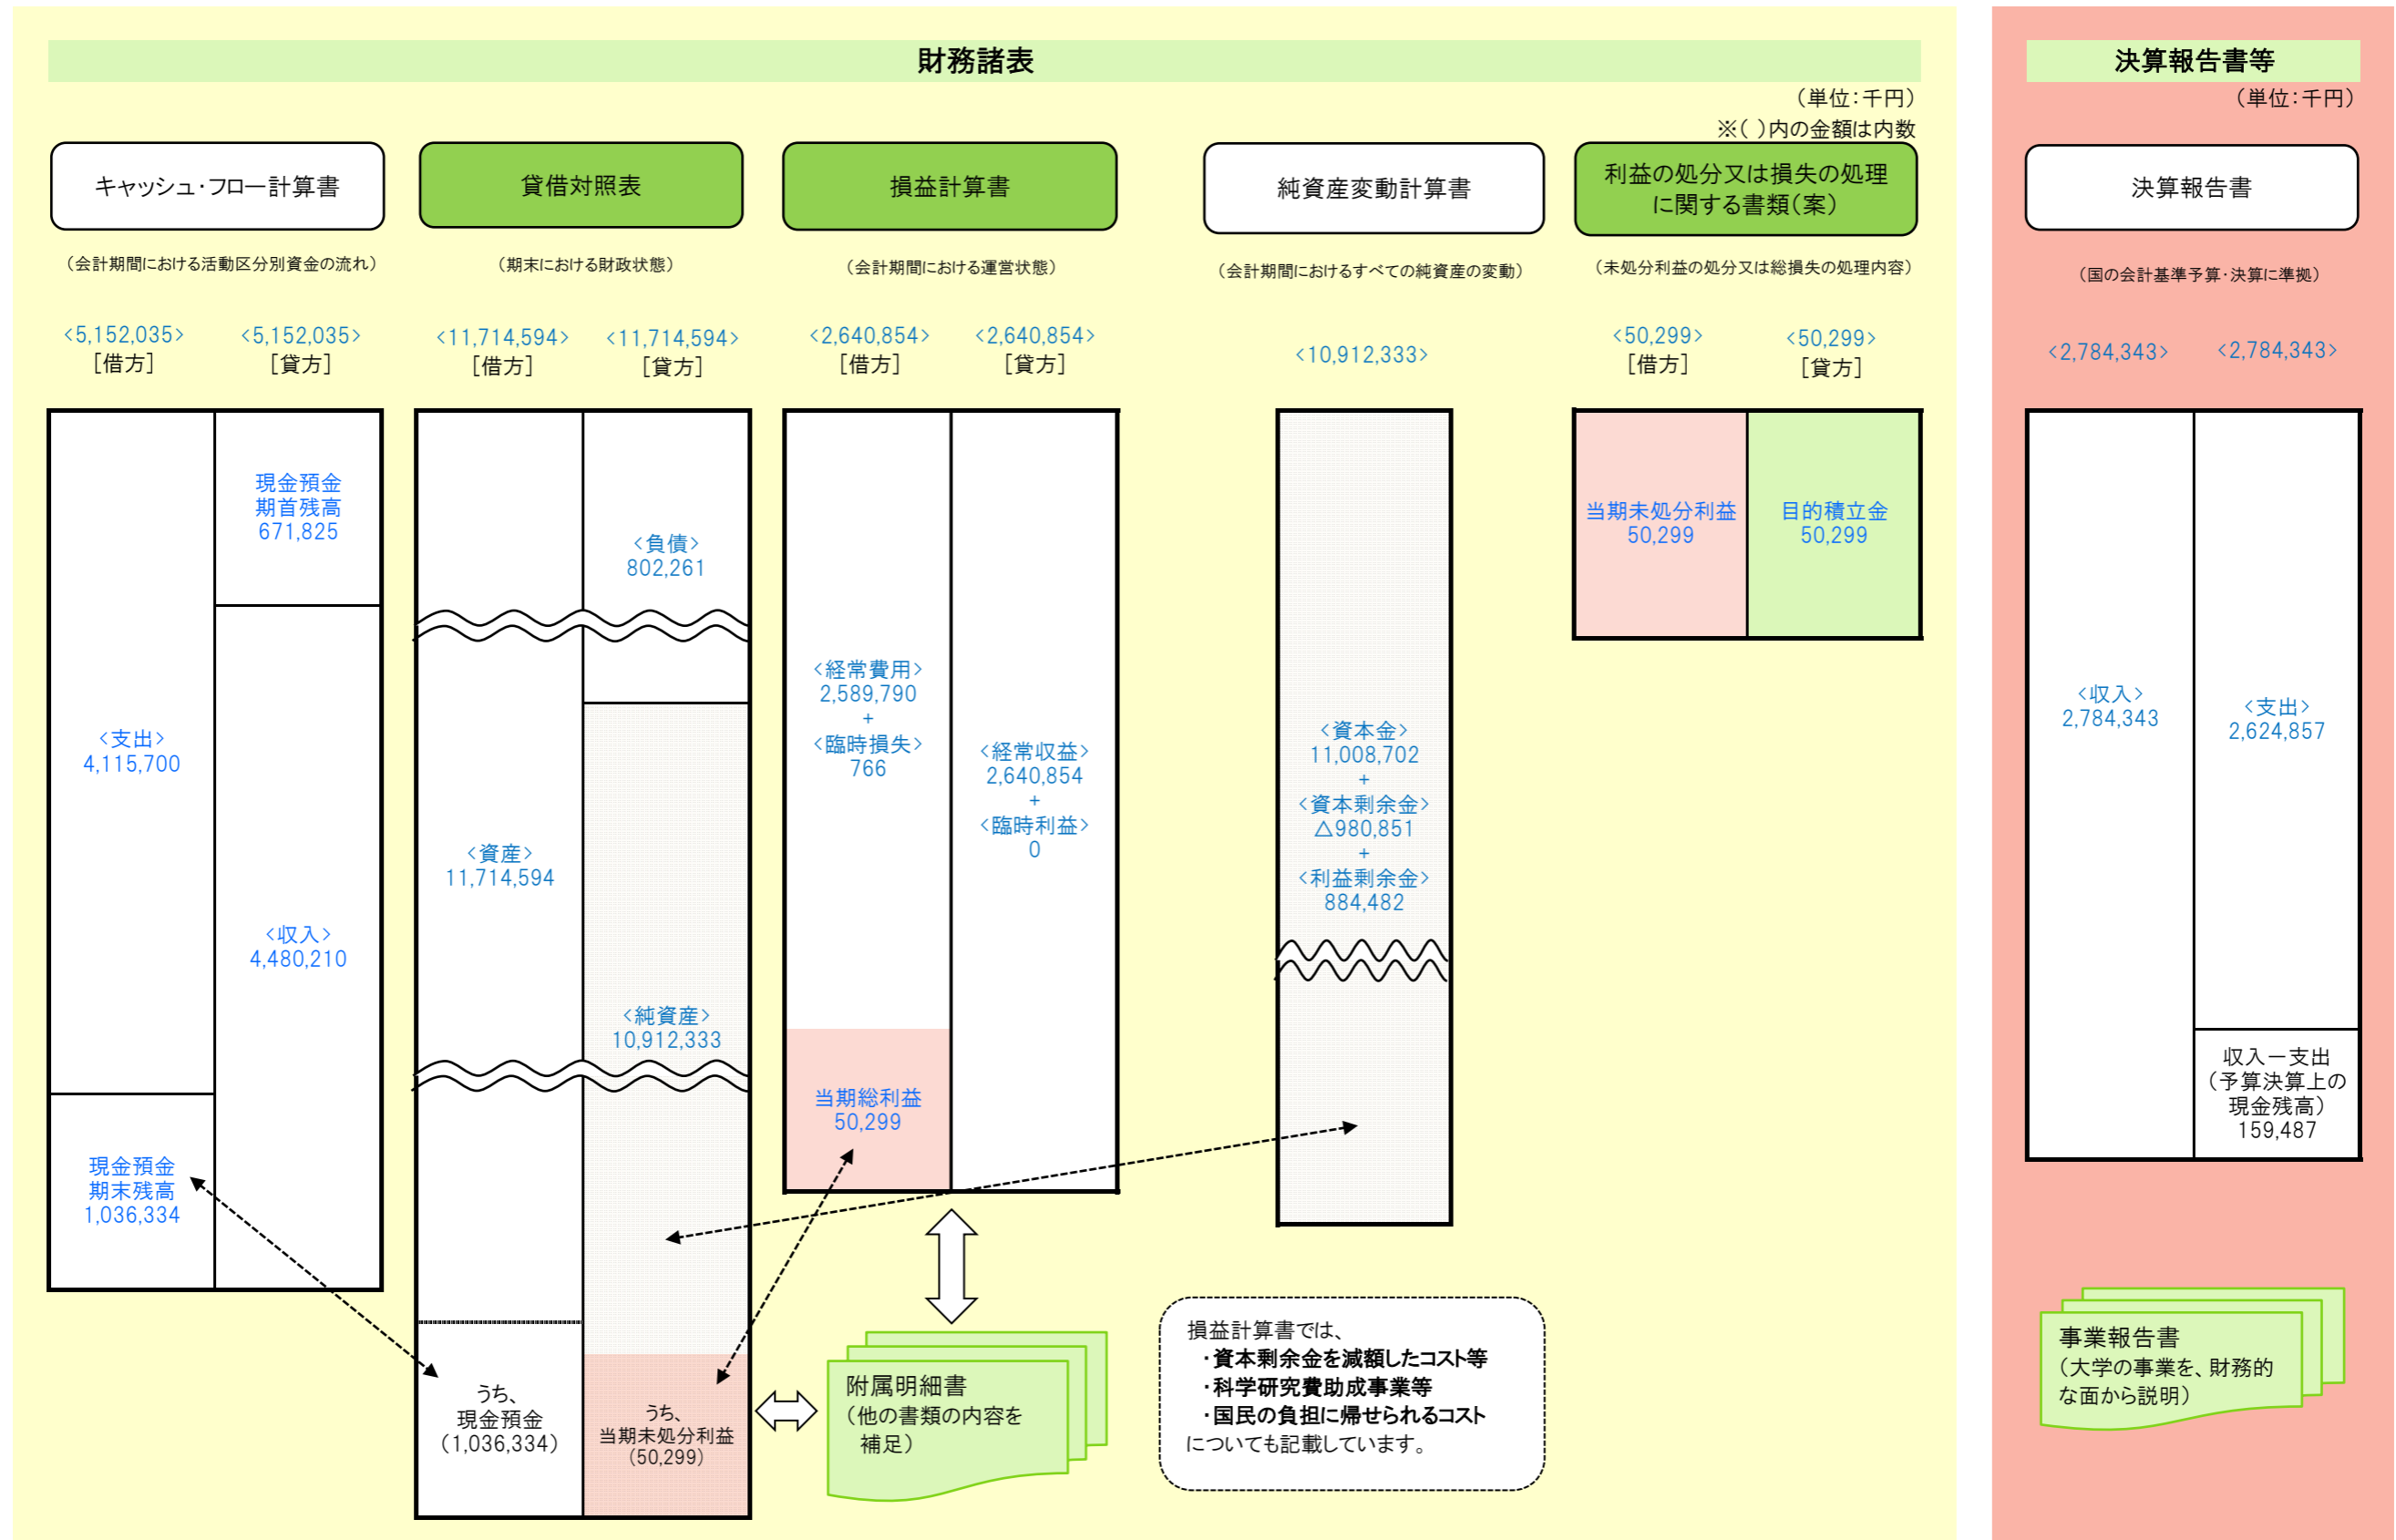 財務諸表
(単位:千円)
※( )内の金額は内数
キャッシュ・フロー計算書
(会計期間における活動区分別資金の流れ)
<5,152,035>
[借方]
<5,152,035>
[貸方]
<支出>
4,115,700
現金預金
期末残高
1,036,334
現金預金
期首残高
671,825
<収入>
4,480,210
貸借対照表
(期末における財政状態)
<11,714,594>
[借方]
<11,714,594>
[貸方]
<資産>
11,714,594
うち、
現金預金
(1,036,334)
<負債>
802,261
<純資産>
10,912,333
うち、
当期未処分利益
(50,299)
損益計算書
(会計期間における運営状態)
<2,640,854>
[借方]
<2,640,854>
[貸方]
<経常費用>
2,589,790
+
<臨時損失>
766
当期総利益
50,299
<経常収益>
2,640,854
+
<臨時利益>
0
純資産変動計算書
(会計期間におけるすべての純資産の変動)
<10,912,333>
<資本金>
11,008,702
+
<資本剰余金>
△980,851
+
<利益剰余金>
884,482
利益の処分又は損失の処理
に関する書類(案)
(未処分利益の処分又は総損失の処理内容)
<50,299>
[借方]
<50,299>
[貸方]
当期未処分利益
50,299
目的積立金
50,299
附属明細書
(他の書類の内容を
補足)
損益計算書では、
・資本剰余金を減額したコスト等
・科学研究費助成事業等
・国民の負担に帰せられるコスト
についても記載しています。
決算報告書等
(単位:千円)
決算報告書
(国の会計基準予算・決算に準拠)
<2,784,343>
<2,784,343>
<収入>
2,784,343
<支出>
2,624,857
収入-支出
(予算決算上の
現金残高)
159,487
事業報告書
(大学の事業を、財務的
な面から説明)